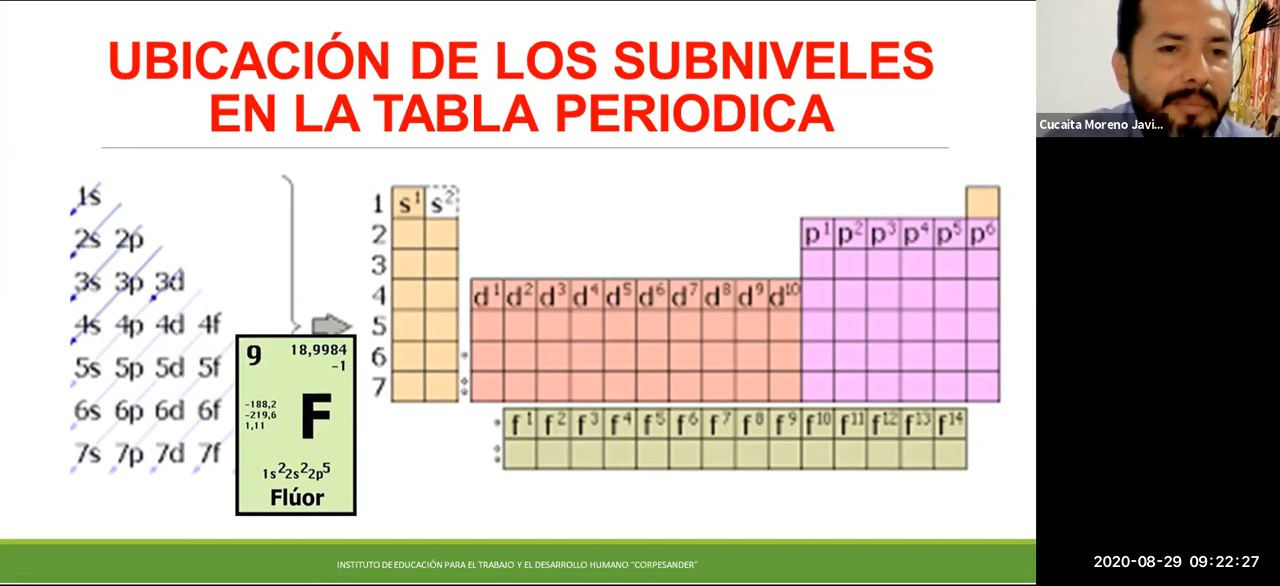 UBICACIÓN DE LOS SUBNIVELES
EN LA TABLA PERIODICA
Cucaita Moreno Javi...
1s
2s 2p
3s 3p 3d
4s 4p 4d 4f
5s 5p 5d 5f
6s 6p 6d 6f
7s 7p 7d 7f
9 18,9984
-1
-188,2
-219,6
1,11
F
1s²2s²2p⁵
Flúor
1 s¹ s²
2 p¹ p² p³ p⁴ p⁵ p⁶
3
4 d¹ d² d³ d⁴ d⁵ d⁶ d⁷ d⁸ d⁹ d¹⁰
5
6
7
f¹ f² f³ f⁴ f⁵ f⁶ f⁷ f⁸ f⁹ f¹⁰ f¹¹ f¹² f¹³ f¹⁴
INSTITUTO DE EDUCACIÓN PARA EL TRABAJO Y EL DESARROLLO HUMANO "CORPESANDER"
2020-08-29 09:22:27